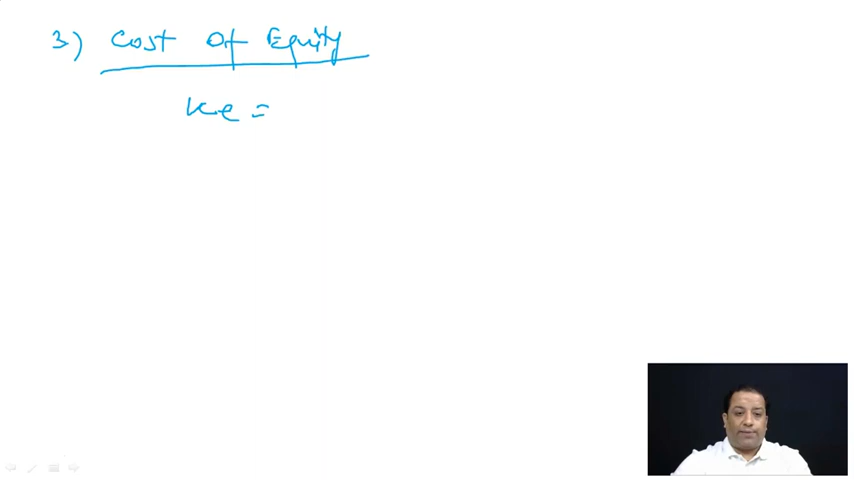 3) Cost Of Equity
Ke =